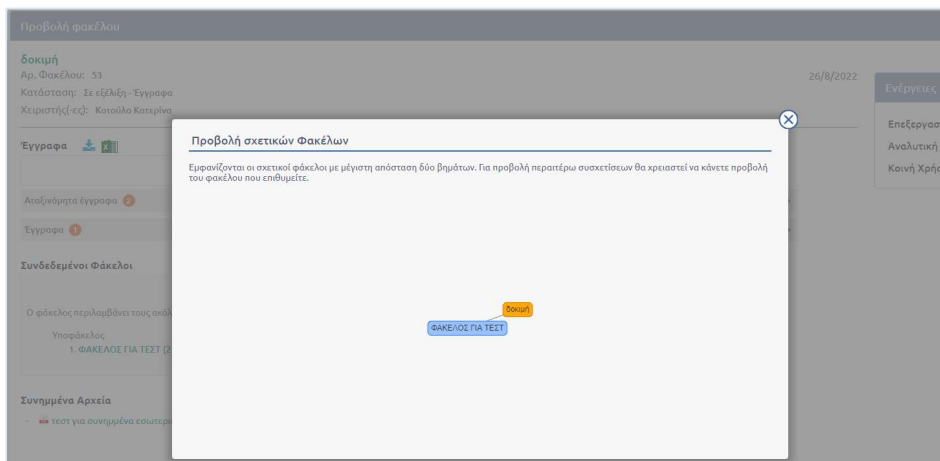 Προβολή φακέλου
δοκιμή
Αρ. Φακέλου: 53
26/8/2022
Κατάσταση: Σε εξέλιξη - Έγγραφα
Χειριστής(-ες): Κοτούλα Κατερίνα
Ενέργειες
Επεξεργασ
Αναλυτική
Κοινή Χρήσ
Έγγραφα
Αταξινόμητα έγγραφα 2
Έγγραφα 1
Συνδεδεμένοι Φάκελοι
Ο φάκελος περιλαμβάνει τους ακόλ
Υποφάκελος
1. ΦΑΚΕΛΟΣ ΓΙΑ ΤΕΣΤ (2
Συνημμένα Αρχεία
- τεστ για συνημμένα εσωτερι
Προβολή σχετικών Φακέλων
Εμφανίζονται οι σχετικοί φάκελοι με μέγιστη απόσταση δύο βημάτων. Για προβολή περαιτέρω συσχετίσεων θα χρειαστεί να κάνετε προβολή
του φακέλου που επιθυμείτε.
δοκιμή
ΦΑΚΕΛΟΣ ΓΙΑ ΤΕΣΤ